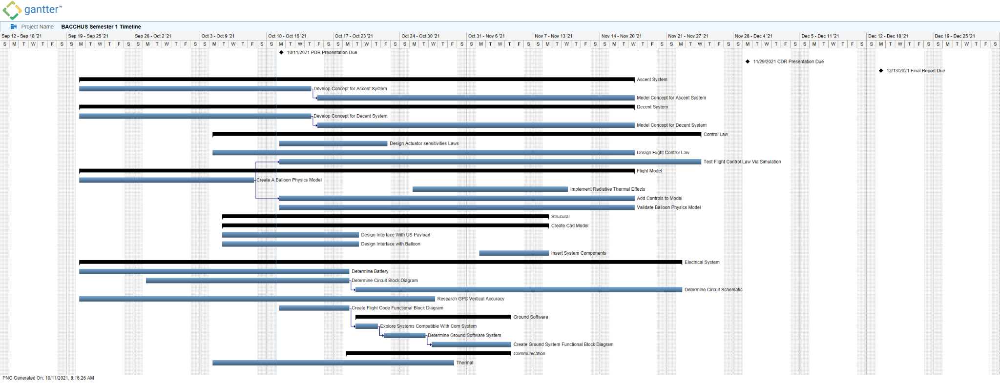 gantter™
Project Name BACCHUS Semester 1 Timeline
Sep 12 - Sep 18 '21 Sep 19 - Sep 25 '21 Sep 26 - Oct 2 '21 Oct 3 - Oct 9 '21 Oct 10 - Oct 16 '21 Oct 17 - Oct 23 '21 Oct 24 - Oct 30 '21 Oct 31 - Nov 6 '21 Nov 7 - Nov 13 '21 Nov 14 - Nov 20 '21 Nov 21 - Nov 27 '21 Nov 28 - Dec 4 '21 Dec 5 - Dec 11 '21 Dec 12 - Dec 18 '21 Dec 19 - Dec 25 '21
S M T W T F S S M T W T F S S M T W T F S S M T W T F S S M T W T F S S M T W T F S S M T W T F S S M T W T F S S M T W T F S S M T W T F S S M T W T F S S M T W T F S S M T W T F S S M T W T F S S M T W T F S
10/11/2021 PDR Presentation Due
11/29/2021 CDR Presentation Due
12/13/2021 Final Report Due
Ascent System
Develop Concept for Ascent System
Model Concept for Ascent System
Decent System
Develop Concept for Decent System
Model Concept for Decent System
Control Law
Design Actuator sensitivities Laws
Design Flight Control Law
Test Flight Control Law Via Simulation
Flight Model
Create A Balloon Physics Model
Implement Radiative Thermal Effects
Add Controls to Model
Validate Balloon Physics Model
Strucural
Create Cad Model
Design Interface With US Payload
Design Interface with Balloon
Insert System Components
Electrical System
Determine Battery
Determine Circuit Block Diagram
Determine Circuit Schematic
Research GPS Vertical Accuracy
Create Flight Code Functional Block Diagram
Ground Software
Explore Systems Compatible With Com System
Determine Ground Software System
Create Ground System Functional Block Diagram
Communication
Thermal
PNG Generated On: 10/11/2021, 8:16:26 AM